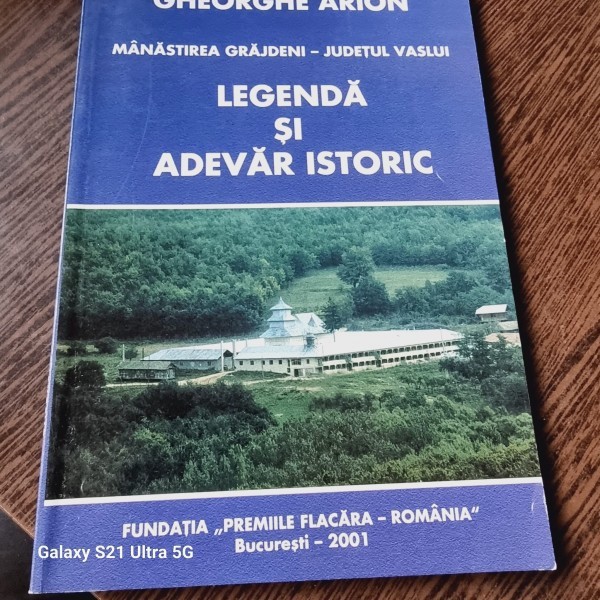 GHEORGHE ARION
MÂNĂSTIREA GRĂJDENI – JUDEȚUL VASLUI
LEGENDĂ
ȘI
ADEVĂR ISTORIC
FUNDAȚIA „PREMIILE FLACĂRA – ROMÂNIA“
București – 2001
Galaxy S21 Ultra 5G